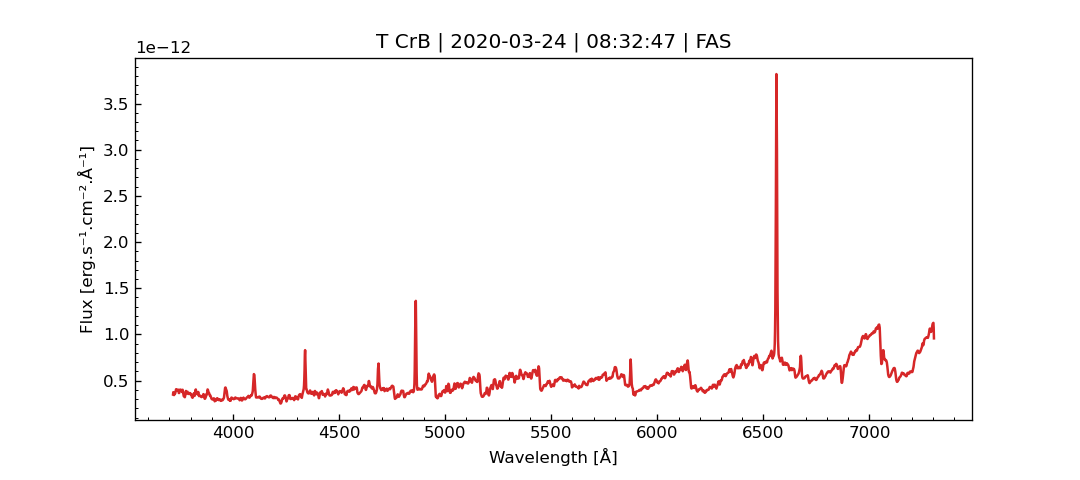 T CrB | 2020-03-24 | 08:32:47 | FAS
1e−12
3.5
3.0
2.5
2.0
1.5
1.0
0.5
Flux [erg.s⁻¹.cm⁻².Å⁻¹]
4000 4500 5000 5500 6000 6500 7000
Wavelength [Å]